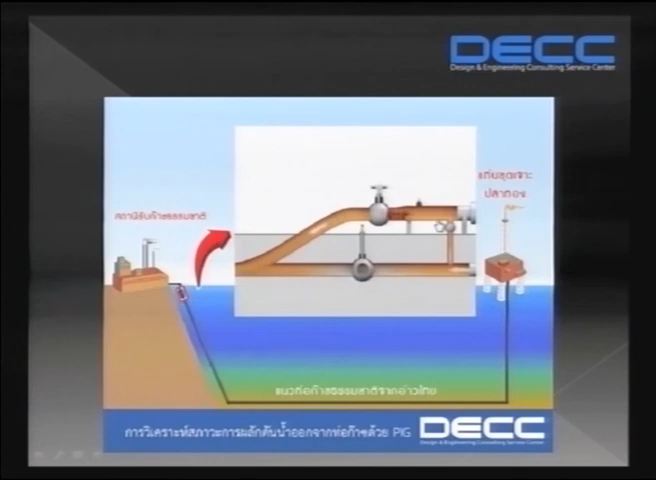 DECC
Design & Engineering Consulting Service Center
แท่นขุดเจาะ
ปลาทอง
สถานีรับก๊าซธรรมชาติ
แนวท่อก๊าซธรรมชาติจากอ่าวไทย
การวิเคราะห์สภาวะการผลักดันน้ำออกจากท่อก๊าซด้วย PIG
DECC
Design & Engineering Consulting Service Center